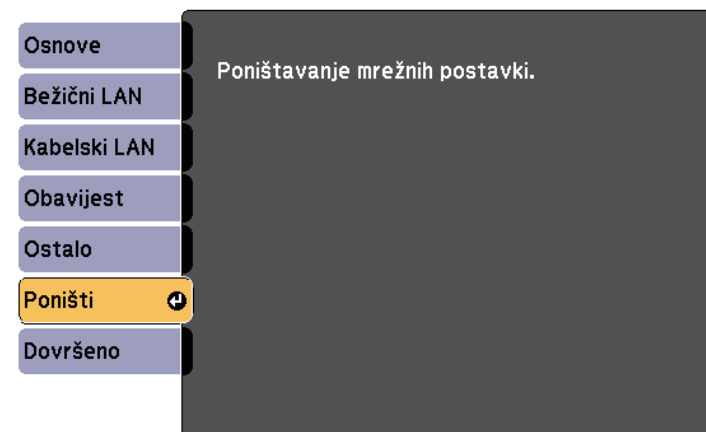 Osnove
Bežični LAN
Kabelski LAN
Obavijest
Ostalo
Poništi
Dovršeno
Poništavanje mrežnih postavki.